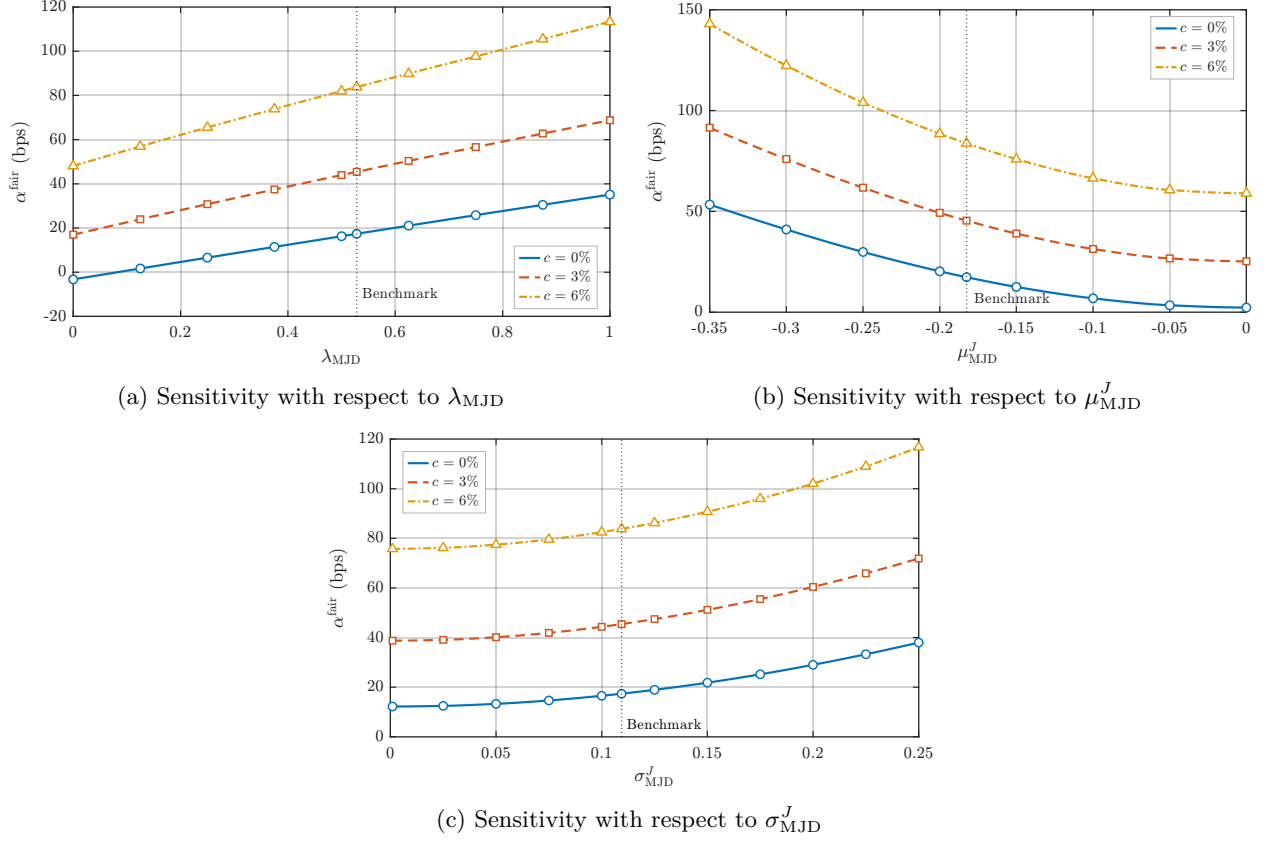 120
100
80
60
40
20
0
-20
α^fair (bps)
0
0.2
0.4
0.6
0.8
1
λ_MJD
c = 0%
c = 3%
c = 6%
Benchmark
(a) Sensitivity with respect to λ_MJD
150
100
50
0
α^fair (bps)
-0.35
-0.3
-0.25
-0.2
-0.15
-0.1
-0.05
0
μ^J_MJD
c = 0%
c = 3%
c = 6%
Benchmark
(b) Sensitivity with respect to μ^J_MJD
120
100
80
60
40
20
0
α^fair (bps)
0
0.05
0.1
0.15
0.2
0.25
σ^J_MJD
c = 0%
c = 3%
c = 6%
Benchmark
(c) Sensitivity with respect to σ^J_MJD